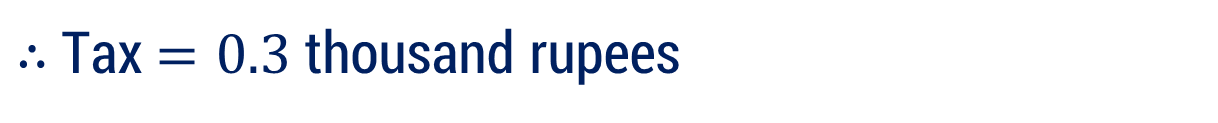 ∴ Tax = 0.3 thousand rupees